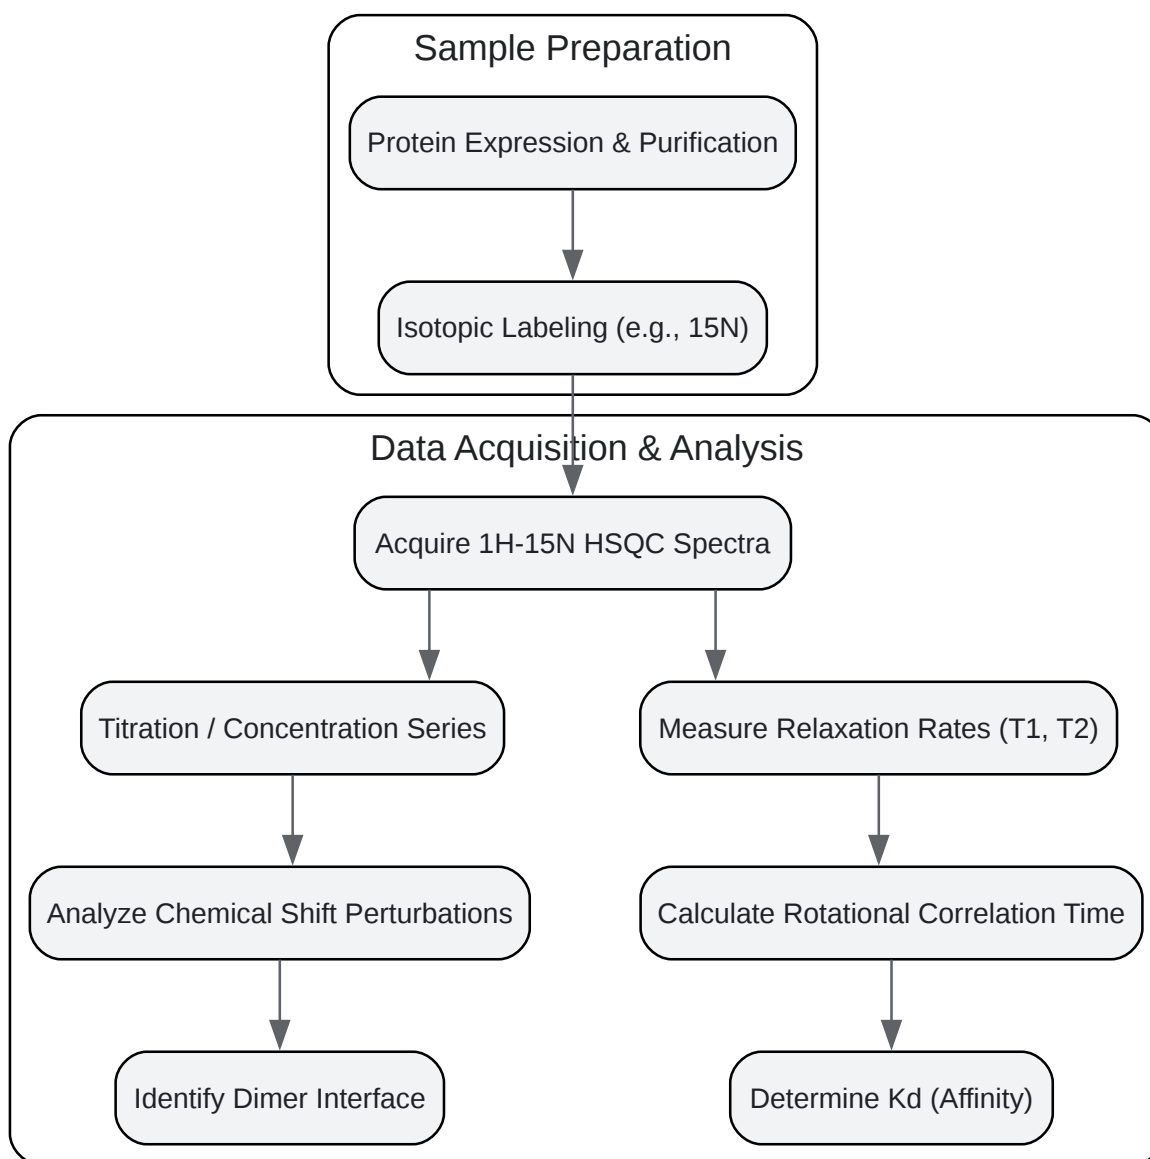 Sample Preparation
Protein Expression & Purification
Isotopic Labeling (e.g., 15N)
Data Acquisition & Analysis
Acquire 1H-15N HSQC Spectra
Titration / Concentration Series
Measure Relaxation Rates (T1, T2)
Analyze Chemical Shift Perturbations
Calculate Rotational Correlation Time
Identify Dimer Interface
Determine Kd (Affinity)